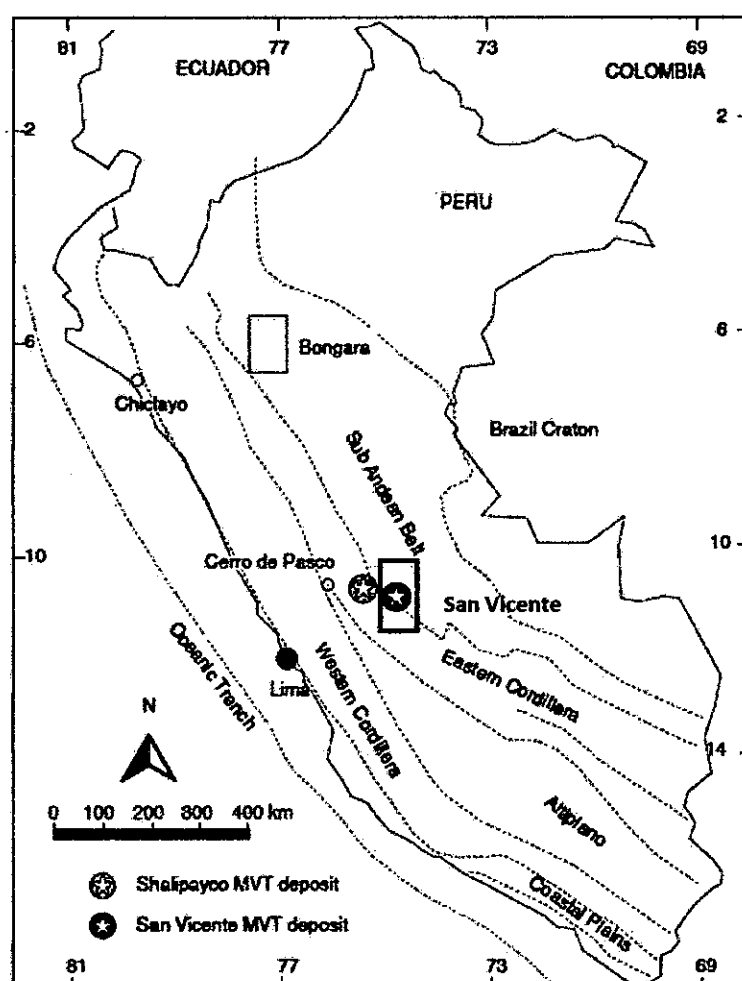 81
77
73
69
ECUADOR
COLOMBIA
2
2
PERU
6
6
Bongara
Chiclayo
Brazil Craton
Sub Andean Belt
10
10
Cerro de Pasco
San Vicente
Oceanic Trench
Western Cordillera
Lima
Eastern Cordillera
N
14
Altiplano
0 100 200 300 400 km
Shalipayco MVT deposit
Coastal Plains
San Vicente MVT deposit
81
77
73
69